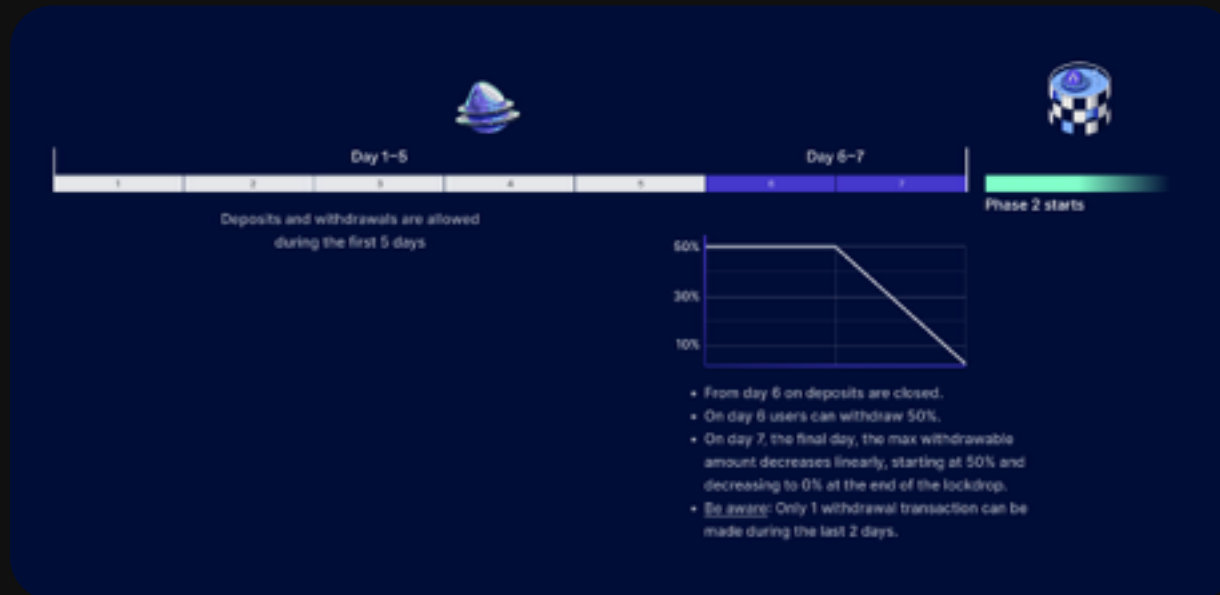 Day 1–5
Day 6–7
1
2
3
4
5
6
7
Phase 2 starts
Deposits and withdrawals are allowed
during the first 5 days
50%
30%
10%
• From day 6 on deposits are closed.
• On day 6 users can withdraw 50%.
• On day 7, the final day, the max withdrawable
amount decreases linearly, starting at 50% and
decreasing to 0% at the end of the lockdrop.
• Be aware: Only 1 withdrawal transaction can be
made during the last 2 days.